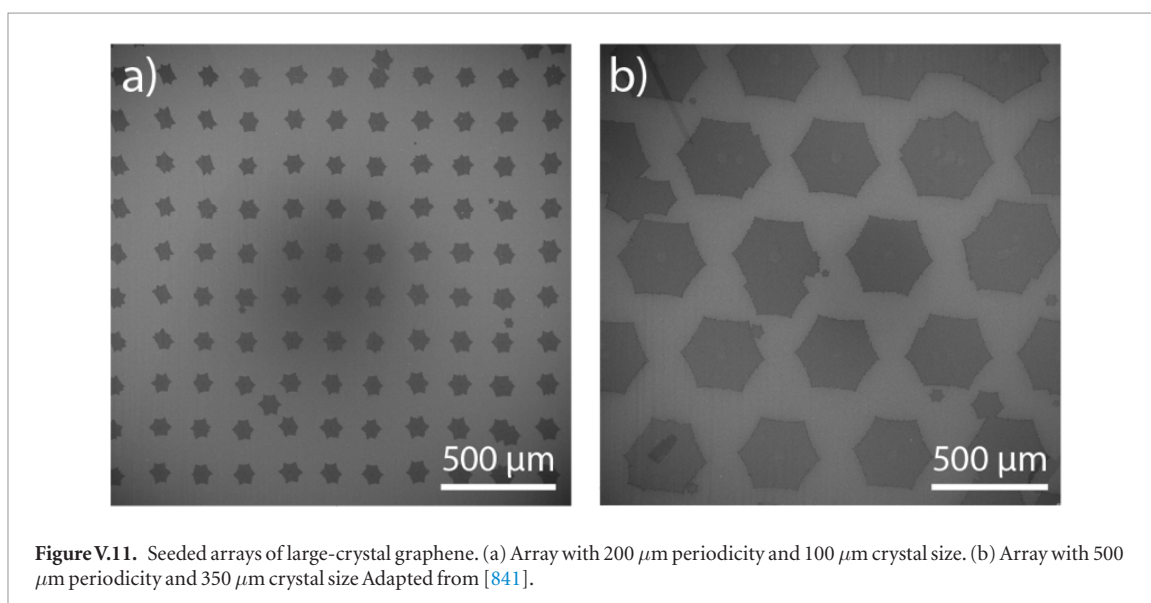 a)
b)
500 μm
500 μm
Figure V.11. Seeded arrays of large-crystal graphene. (a) Array with 200 μm periodicity and 100 μm crystal size. (b) Array with 500
μm periodicity and 350 μm crystal size Adapted from [841].